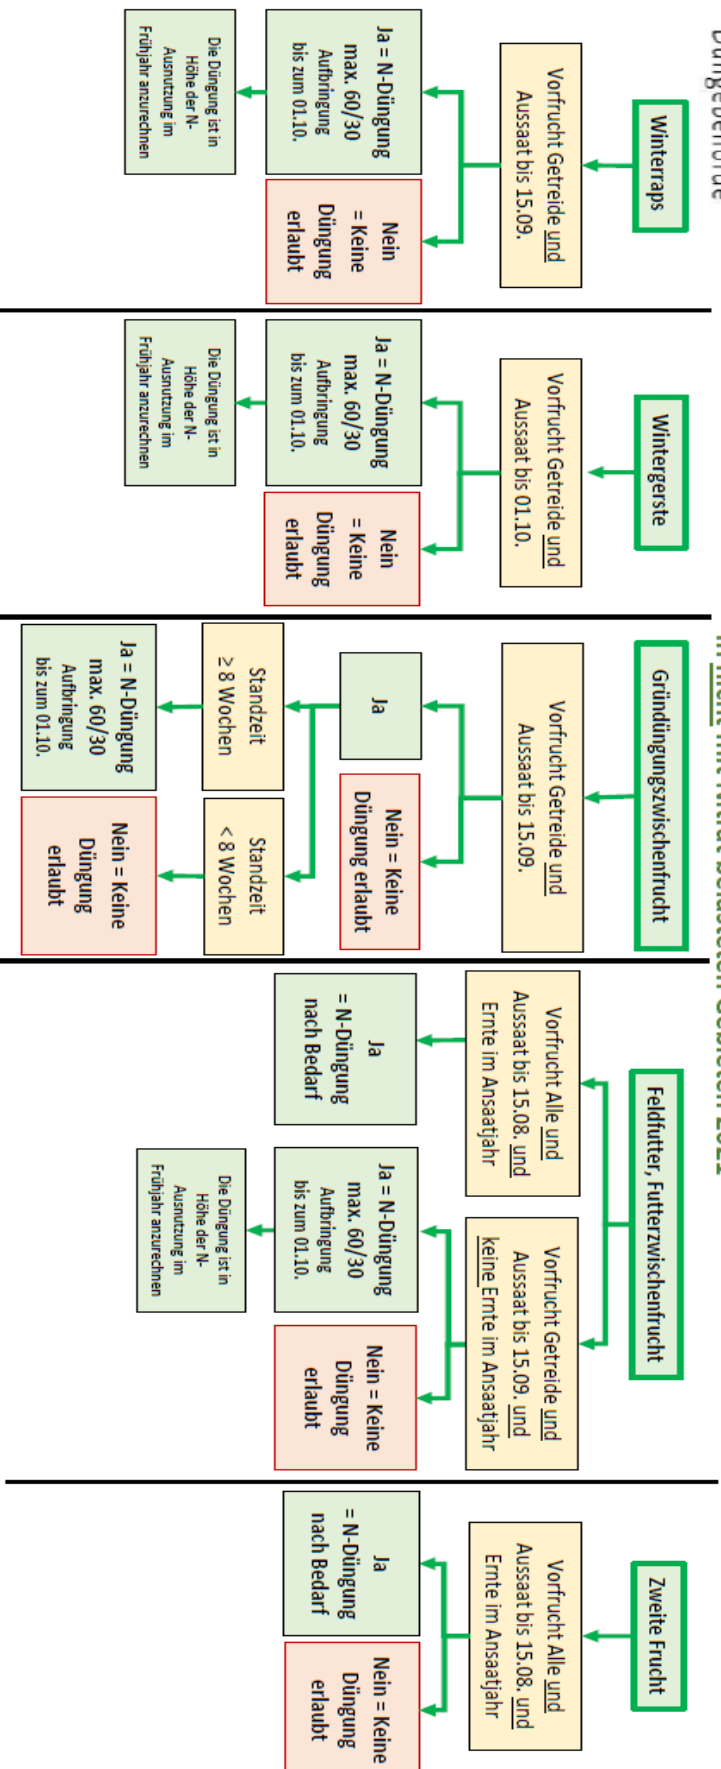 Düngebehörde
in nicht mit Nitrat belasteten Gebieten 2021
Winterraps
Vorfrucht Getreide und
Aussaat bis 15.09.
Ja = N-Düngung
max. 60/30
Aufbringung
bis zum 01.10.
Nein
= Keine
Düngung
erlaubt
Die Düngung ist in
Höhe der N-
Ausnutzung im
Frühjahr anzurechnen
Wintergerste
Vorfrucht Getreide und
Aussaat bis 01.10.
Ja = N-Düngung
max. 60/30
Aufbringung
bis zum 01.10.
Nein
= Keine
Düngung
erlaubt
Die Düngung ist in
Höhe der N-
Ausnutzung im
Frühjahr anzurechnen
Gründüngungszwischenfrucht
Vorfrucht Getreide und
Aussaat bis 15.09.
Ja
Nein = Keine
Düngung erlaubt
Standzeit
≥ 8 Wochen
Standzeit
< 8 Wochen
Ja = N-Düngung
max. 60/30
Aufbringung
bis zum 01.10.
Nein = Keine
Düngung
erlaubt
Feldfutter, Futterzwischenfrucht
Vorfrucht Alle und
Aussaat bis 15.08. und
Ernte im Ansaatjahr
Vorfrucht Getreide und
Aussaat bis 15.09. und
keine Ernte im Ansaatjahr
Ja
= N-Düngung
nach Bedarf
Ja = N-Düngung
max. 60/30
Aufbringung
bis zum 01.10.
Nein = Keine
Düngung
erlaubt
Die Düngung ist in
Höhe der N-
Ausnutzung im
Frühjahr anzurechnen
Zweite Frucht
Vorfrucht Alle und
Aussaat bis 15.08. und
Ernte im Ansaatjahr
Ja
= N-Düngung
nach Bedarf
Nein = Keine
Düngung
erlaubt